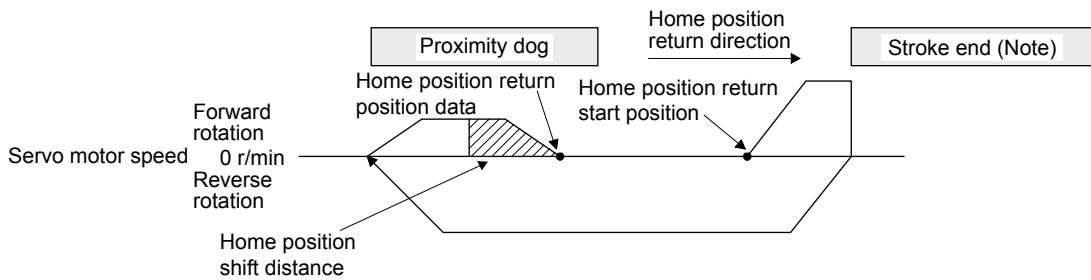 Proximity dog
Home position
return direction
Stroke end (Note)
Home position return
position data
Home position return
start position
Forward
rotation
Servo motor speed
0 r/min
Reverse
rotation
Home position
shift distance